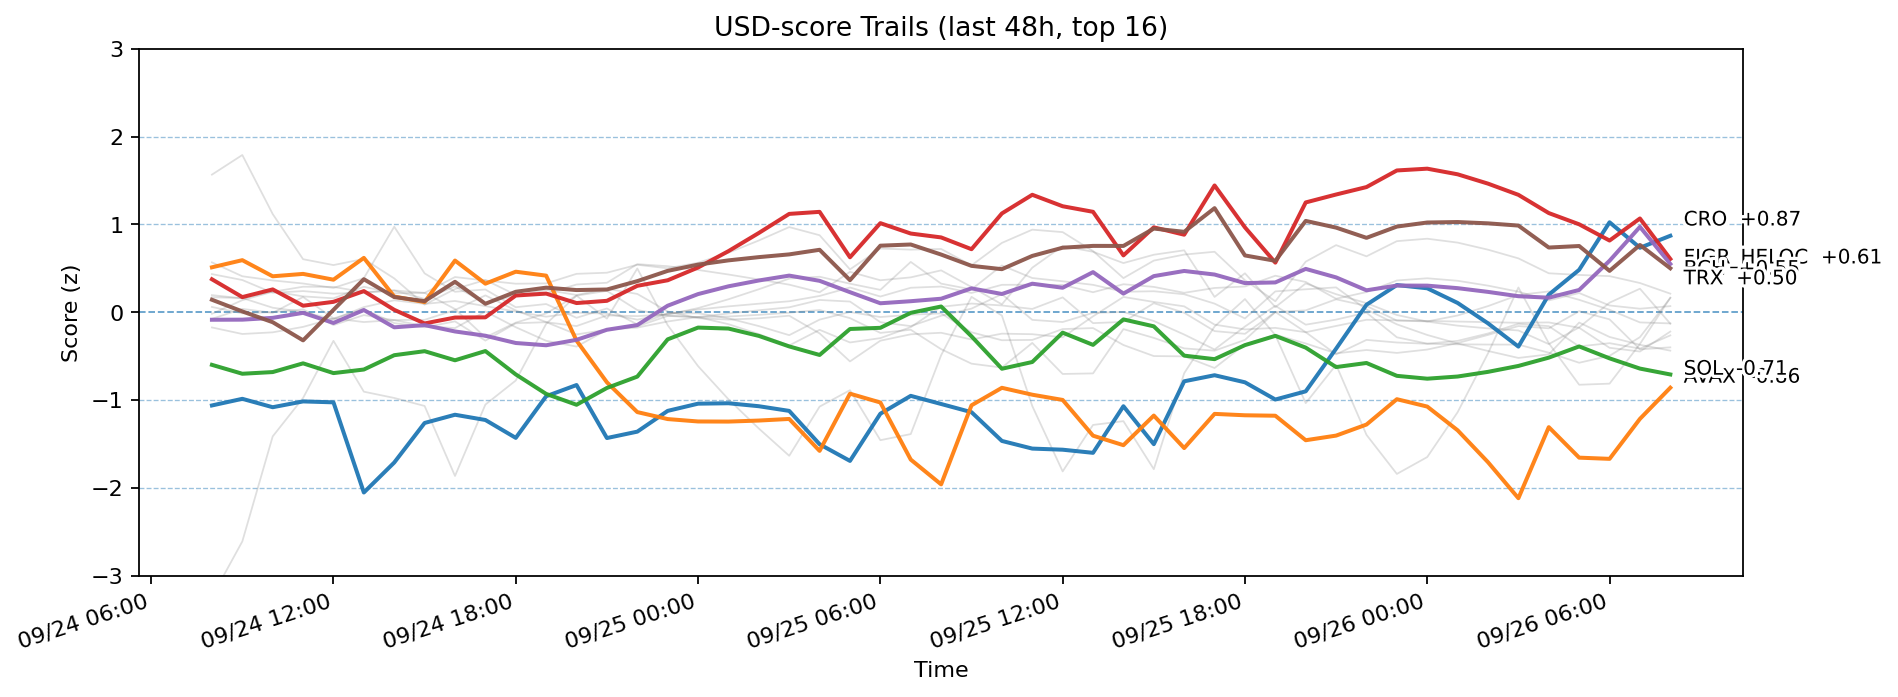 USD-score Trails (last 48h, top 16)
Score (z)
3
2
1
0
−1
−2
−3
CRO +0.87
FIGR_HELOC +0.61
TRX +0.50
SOL -0.71
AVAX -0.86
09/24 06:00
09/24 12:00
09/24 18:00
09/25 00:00
09/25 06:00
09/25 12:00
09/25 18:00
09/26 00:00
09/26 06:00
Time